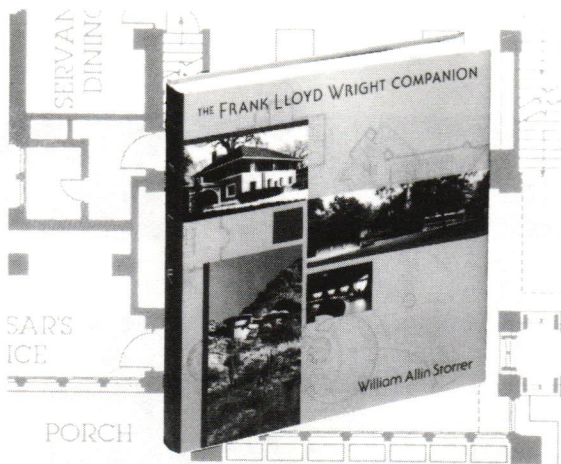 SERVAN
DINING
THE FRANK LLOYD WRIGHT COMPANION
SAR'S
ICE
William Allin Storrer
PORCH